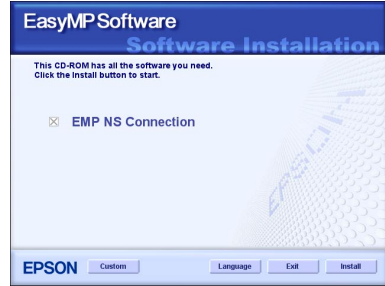 EasyMP Software
Software Installation
This CD-ROM has all the software you need.
Click the Install button to start.
EMP NS Connection
EPSON
EPSON
Custom
Language
Exit
Install